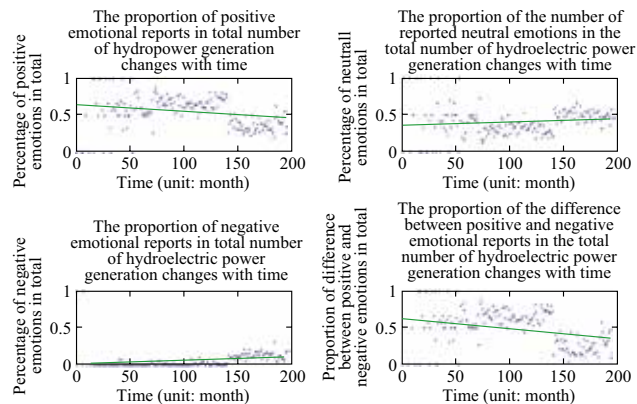 The proportion of positive
emotional reports in total number
of hydropower generation
changes with time
Percentage of positive
emotions in total
1
0.5
0
0
50
100
150
200
Time (unit: month)
The proportion of the number of
reported neutral emotions in the
total number of hydroelectric power
generation changes with time
Percentage of neutrall
emotions in total
1
0.5
0
0
50
100
150
200
Time (unit: month)
The proportion of negative
emotional reports in total number
of hydroelectric power
generation changes with time
Percentage of negative
emotions in total
1
0.5
0
0
50
100
150
200
Time (unit: month)
The proportion of the difference
between positive and negative
emotional reports in the total
number of hydroelectric power
generation changes with time
Proportion of difference
between positive and
negative emotions in total
1
0.5
0
0
50
100
150
200
Time (unit: month)